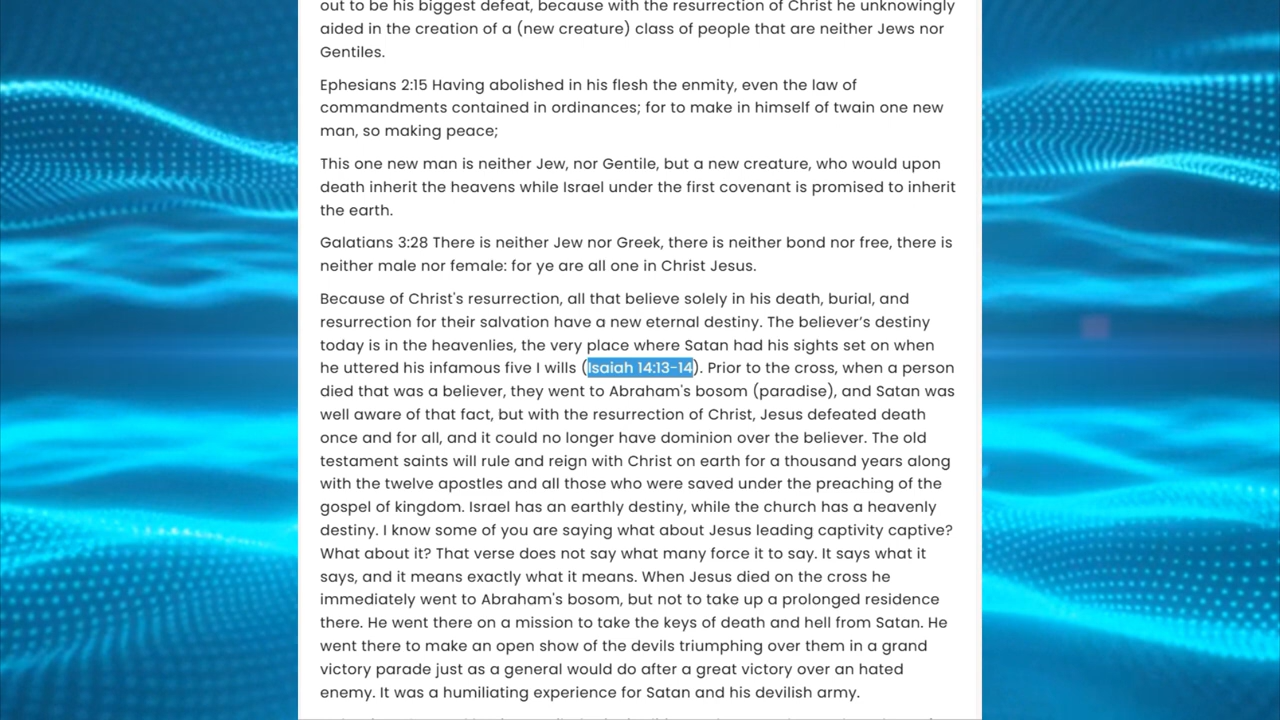 out to be his biggest defeat, because with the resurrection of Christ he unknowingly
aided in the creation of a (new creature) class of people that are neither Jews nor
Gentiles.
Ephesians 2:15 Having abolished in his flesh the enmity, even the law of
commandments contained in ordinances; for to make in himself of twain one new
man, so making peace;
This one new man is neither Jew, nor Gentile, but a new creature, who would upon
death inherit the heavens while Israel under the first covenant is promised to inherit
the earth.
Galatians 3:28 There is neither Jew nor Greek, there is neither bond nor free, there is
neither male nor female: for ye are all one in Christ Jesus.
Because of Christ's resurrection, all that believe solely in his death, burial, and
resurrection for their salvation have a new eternal destiny. The believer’s destiny
today is in the heavenlies, the very place where Satan had his sights set on when
he uttered his infamous five I wills (Isaiah 14:13-14). Prior to the cross, when a person
died that was a believer, they went to Abraham's bosom (paradise), and Satan was
well aware of that fact, but with the resurrection of Christ, Jesus defeated death
once and for all, and it could no longer have dominion over the believer. The old
testament saints will rule and reign with Christ on earth for a thousand years along
with the twelve apostles and all those who were saved under the preaching of the
gospel of kingdom. Israel has an earthly destiny, while the church has a heavenly
destiny. I know some of you are saying what about Jesus leading captivity captive?
What about it? That verse does not say what many force it to say. It says what it
says, and it means exactly what it means. When Jesus died on the cross he
immediately went to Abraham's bosom, but not to take up a prolonged residence
there. He went there on a mission to take the keys of death and hell from Satan. He
went there to make an open show of the devils triumphing over them in a grand
victory parade just as a general would do after a great victory over an hated
enemy. It was a humiliating experience for Satan and his devilish army.